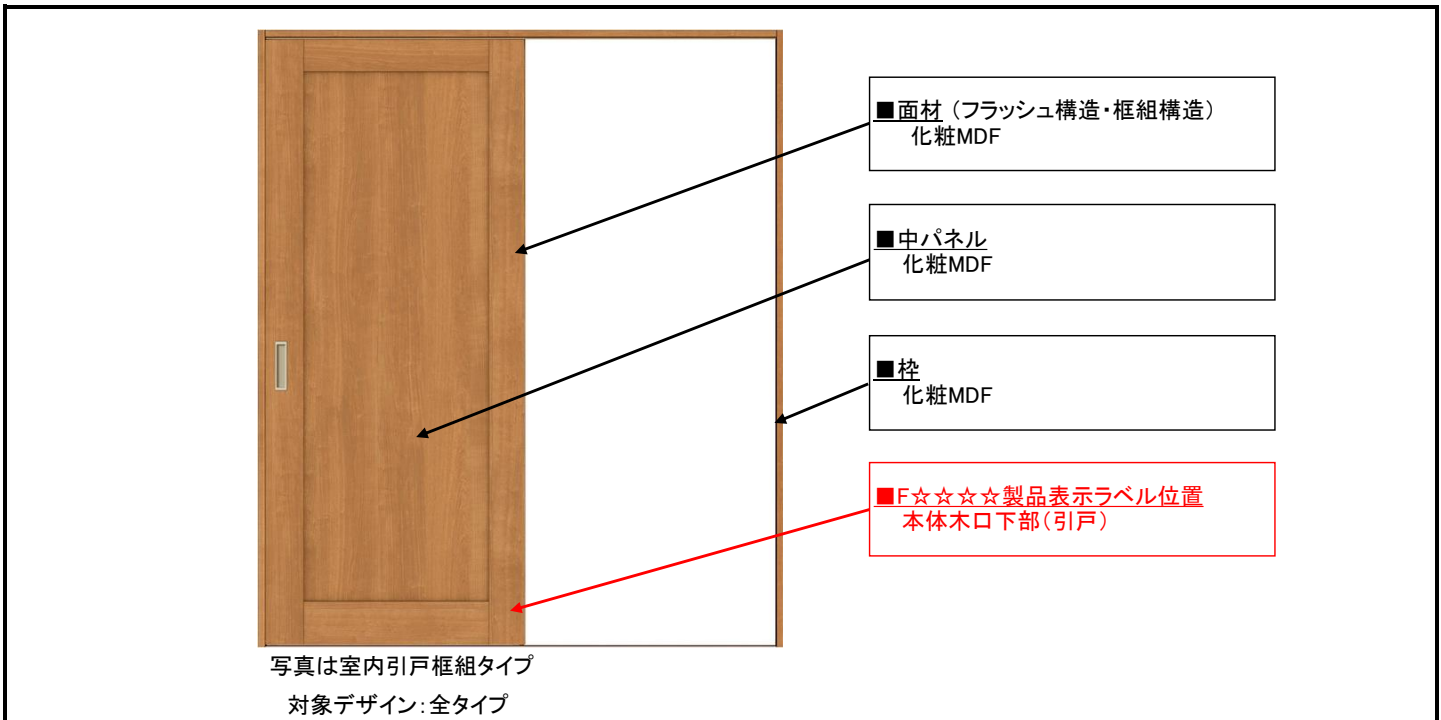 ■面材 (フラッシュ構造・框組構造)
化粧MDF
■中パネル
化粧MDF
■枠
化粧MDF
■F☆☆☆☆製品表示ラベル位置
本体木口下部(引戸)
写真は室内引戸框組タイプ
対象デザイン:全タイプ